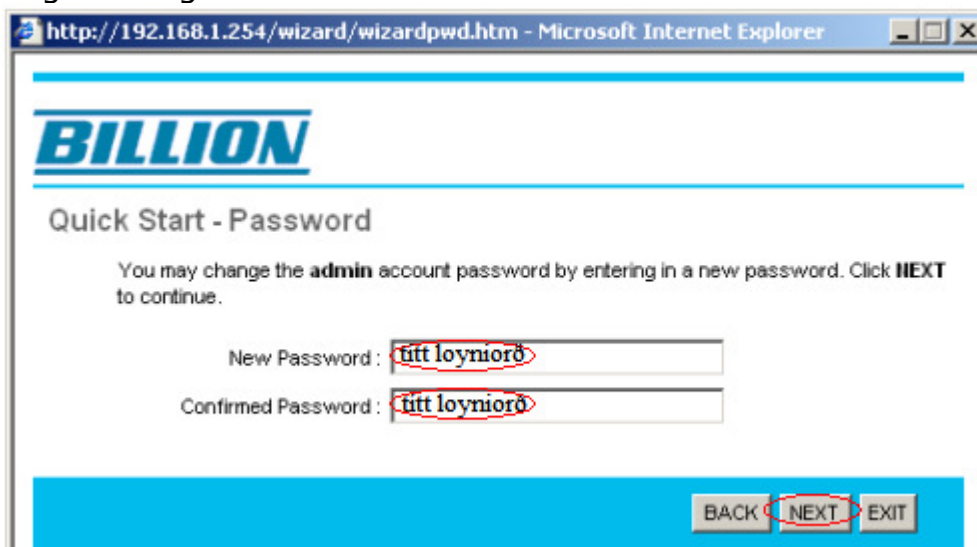 http://192.168.1.254/wizard/wizardpwd.htm - Microsoft Internet Explorer
BILLION
Quick Start - Password
You may change the admin account password by entering in a new password. Click NEXT
to continue.
New Password : títt loyniorð
Confirmed Password : títt loyniorð
BACK NEXT EXIT